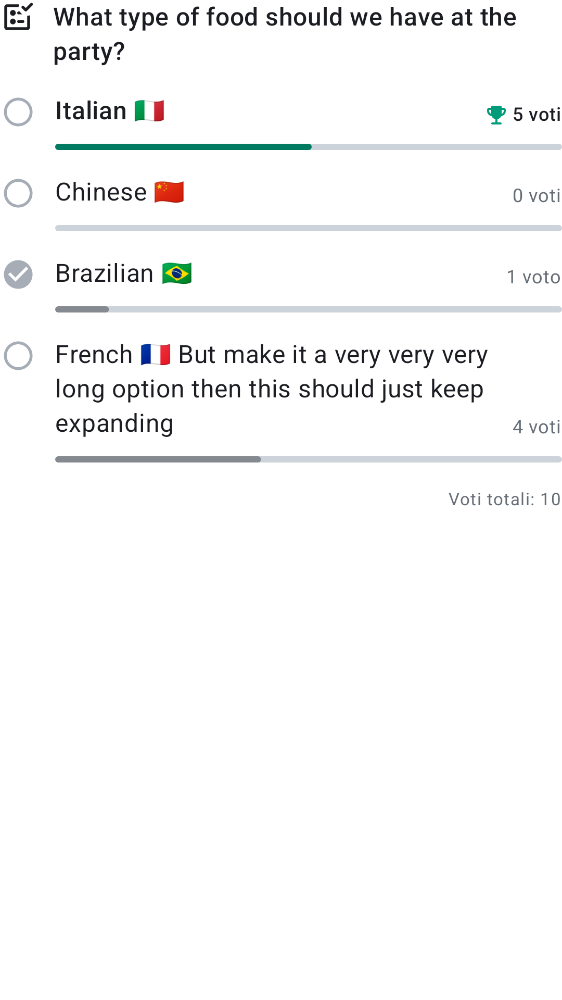 What type of food should we have at the
party?
Italian 🇮🇹
5 voti
Chinese 🇨🇳
0 voti
Brazilian 🇧🇷
1 voto
French 🇫🇷 But make it a very very very
long option then this should just keep
expanding
4 voti
Voti totali: 10